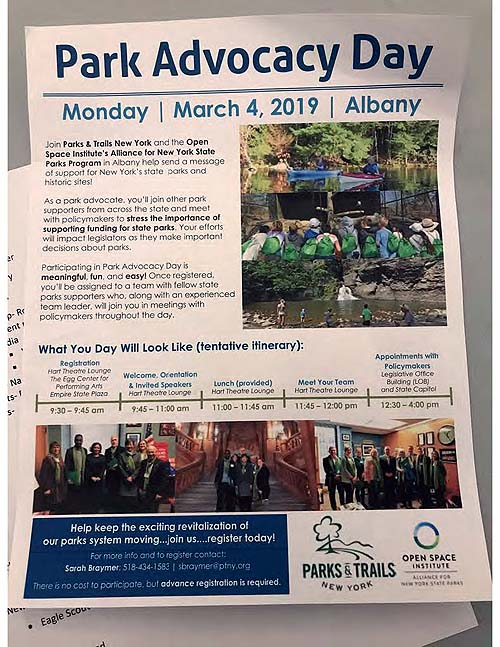 Park Advocacy Day
Monday | March 4, 2019 | Albany
Join Parks & Trails New York and the Open
Space Institute's Alliance for New York State
Parks Program in Albany help send a message
of support for New York's state parks and
historic sites!
As a park advocate, you'll join other park
supporters from across the state and meet
with policymakers to stress the importance of
supporting funding for state parks. Your efforts
will impact legislators as they make important
decisions about parks.
Participating in Park Advocacy Day is
meaningful, fun, and easy! Once registered,
you'll be assigned to a team with fellow state
parks supporters who, along with an experienced
team leader, will join you in meetings with
policymakers throughout the day.
What You Day Will Look Like (tentative itinerary):
Registration
Hart Theatre Lounge
The Egg Center for
Performing Arts
Empire State Plaza
9:30 – 9:45 am
Welcome, Orientation
& Invited Speakers
Hart Theatre Lounge
9:45 – 11:00 am
Lunch (provided)
Hart Theatre Lounge
11:00 – 11:45 am
Meet Your Team
Hart Theatre Lounge
11:45 – 12:00 pm
Appointments with
Policymakers
Legislative Office
Building (LOB)
and State Capitol
12:30 – 4:00 pm
Help keep the exciting revitalization of
our parks system moving...join us....register today!
For more info and to register contact:
Sarah Braymer: 518-434-1583 | sbraymer@ptny.org
There is no cost to participate, but advance registration is required.
PARKS & TRAILS
NEW YORK
OPEN SPACE
INSTITUTE
ALLIANCE FOR
NEW YORK STATE PARKS
• Eagle Scou